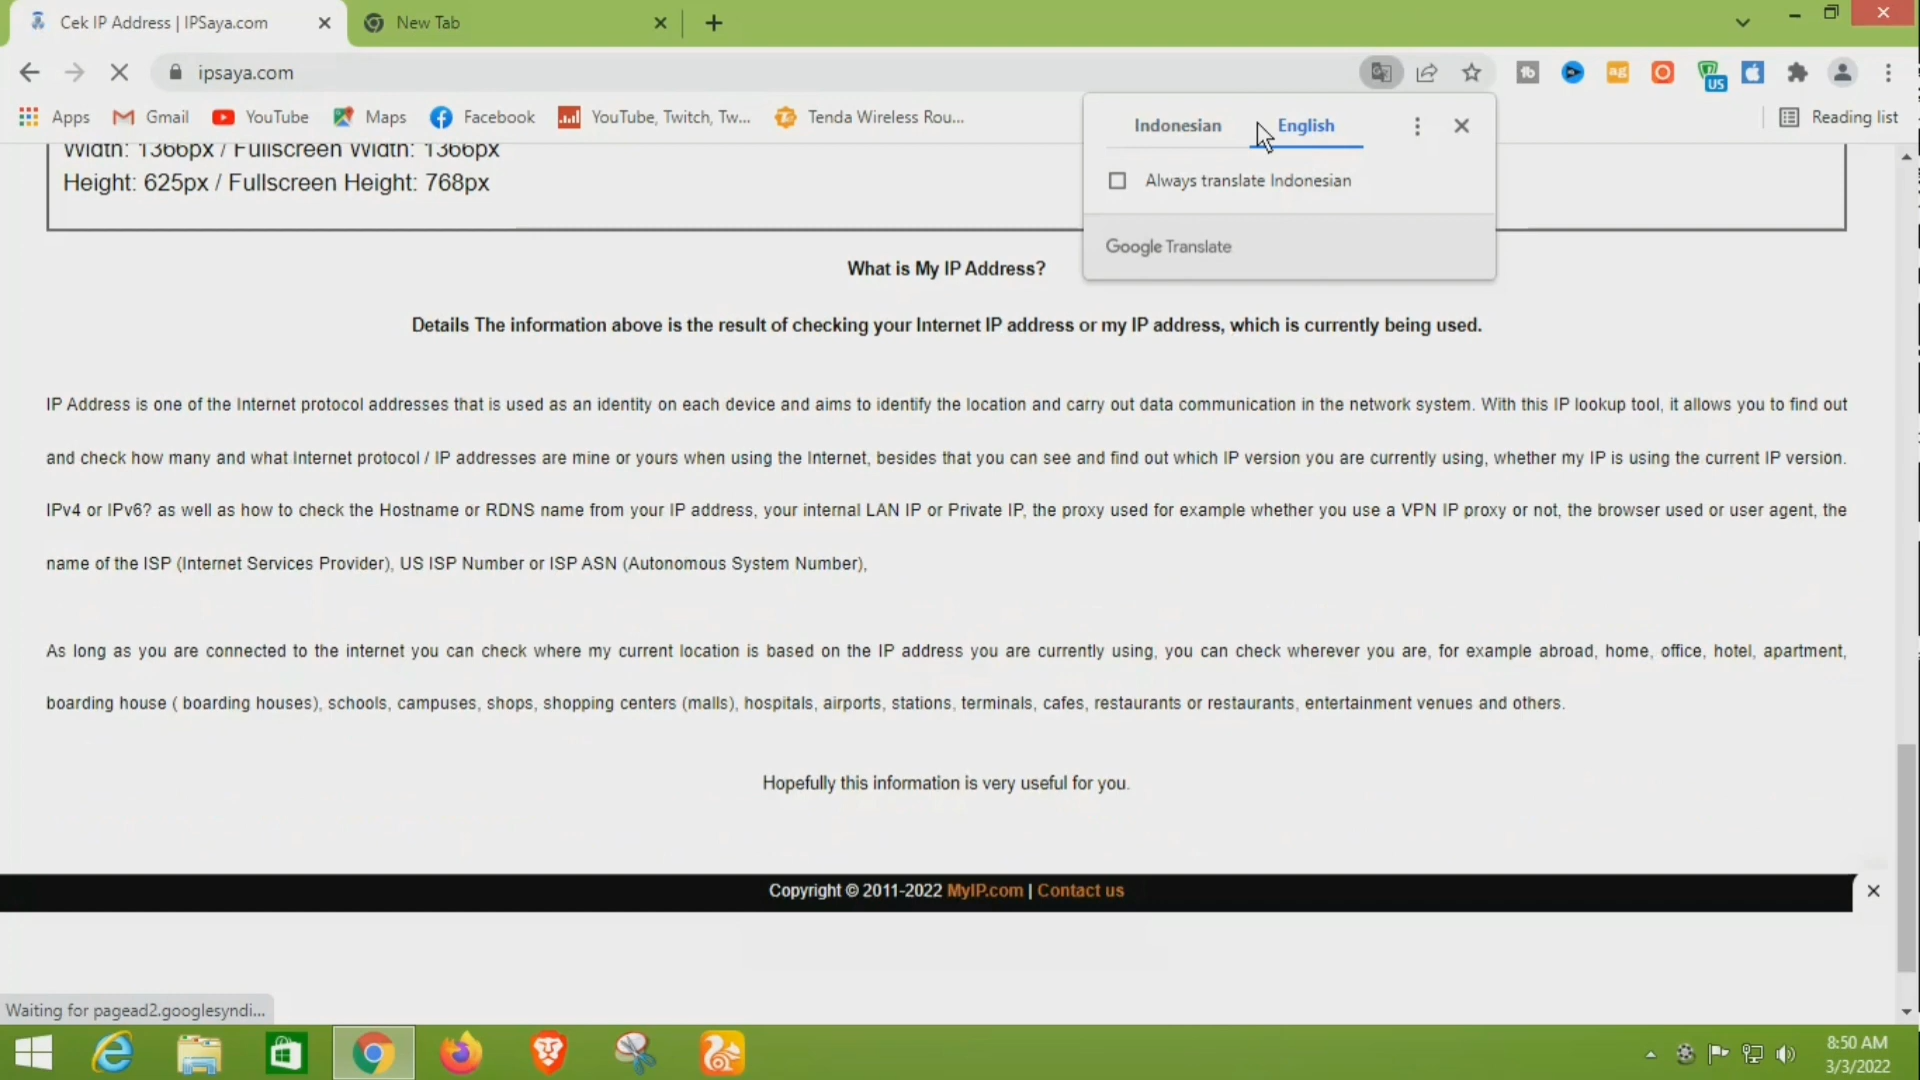 Cek IP Address | IPSaya.com
New Tab
ipsaya.com
US
Apps
Gmail
YouTube
Maps
Facebook
YouTube, Twitch, Tw...
Tenda Wireless Rou...
Reading list
Indonesian
English
Always translate Indonesian
Google Translate
Width: 1366px / Fullscreen Width: 1366px
Height: 625px / Fullscreen Height: 768px
What is My IP Address?
Details The information above is the result of checking your Internet IP address or my IP address, which is currently being used.
IP Address is one of the Internet protocol addresses that is used as an identity on each device and aims to identify the location and carry out data communication in the network system. With this IP lookup tool, it allows you to find out
and check how many and what Internet protocol / IP addresses are mine or yours when using the Internet, besides that you can see and find out which IP version you are currently using, whether my IP is using the current IP version.
IPv4 or IPv6? as well as how to check the Hostname or RDNS name from your IP address, your internal LAN IP or Private IP, the proxy used for example whether you use a VPN IP proxy or not, the browser used or user agent, the
name of the ISP (Internet Services Provider), US ISP Number or ISP ASN (Autonomous System Number),
As long as you are connected to the internet you can check where my current location is based on the IP address you are currently using, you can check wherever you are, for example abroad, home, office, hotel, apartment,
boarding house ( boarding houses), schools, campuses, shops, shopping centers (malls), hospitals, airports, stations, terminals, cafes, restaurants or restaurants, entertainment venues and others.
Hopefully this information is very useful for you.
Copyright © 2011-2022 MyIP.com | Contact us
Waiting for pagead2.googlesyndi...
8:50 AM
3/3/2022